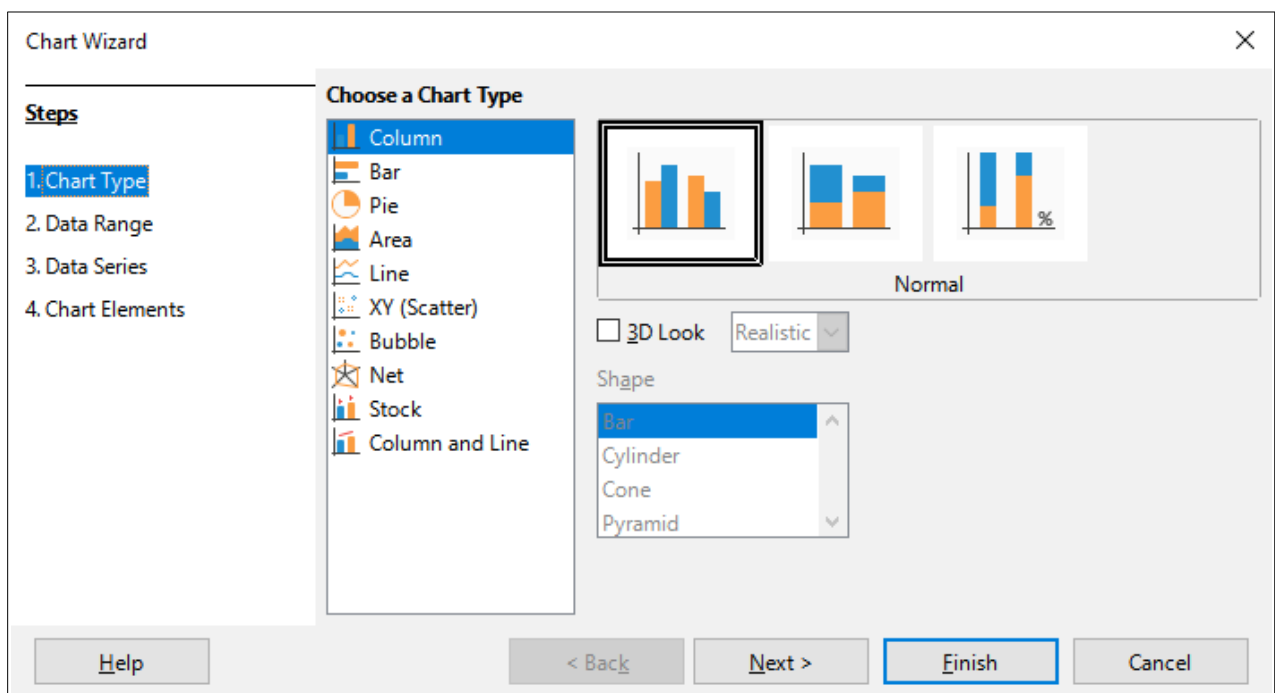 Chart Wizard
Steps
1. Chart Type
2. Data Range
3. Data Series
4. Chart Elements
Choose a Chart Type
Column
Bar
Pie
Area
Line
XY (Scatter)
Bubble
Net
Stock
Column and Line
%
Normal
3D Look
Realistic
Shape
Bar
Cylinder
Cone
Pyramid
Help
< Back
Next >
Finish
Cancel